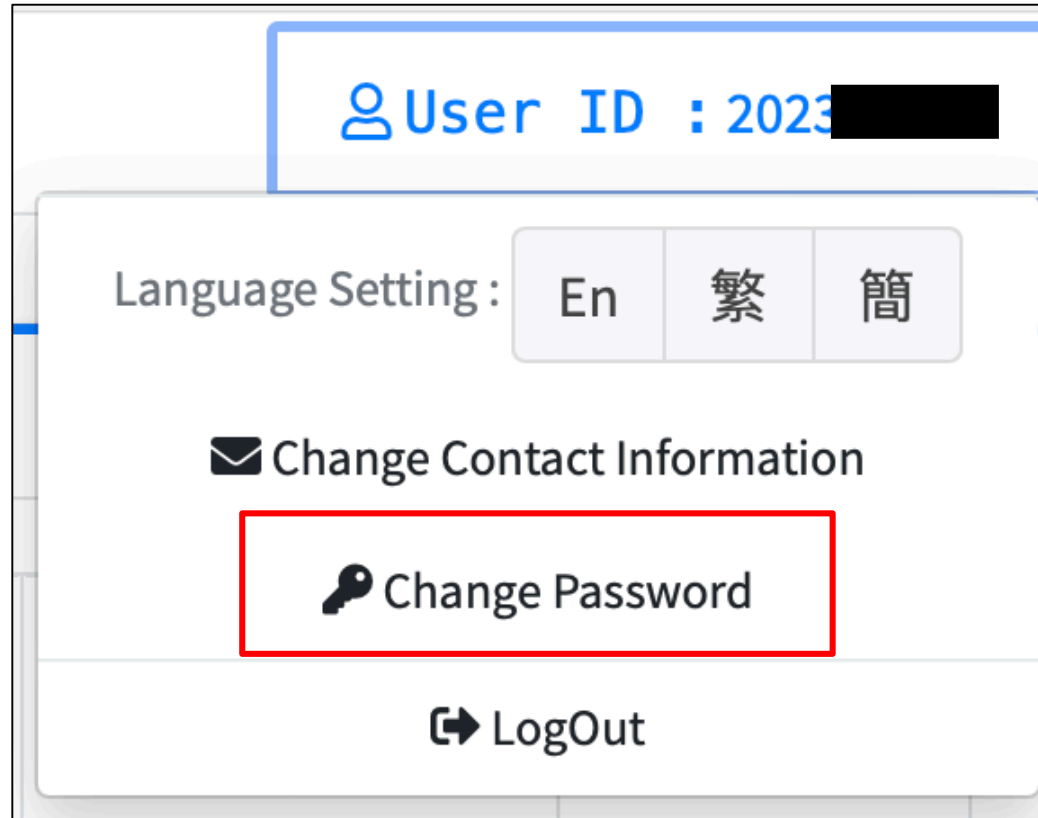 User ID : 2023
Language Setting : En 繁 簡
Change Contact Information
Change Password
LogOut